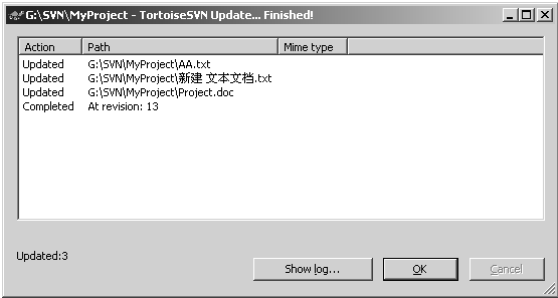 G:\SVN\MyProject - TortoiseSVN Update... Finished!
Action Path Mime type
Updated G:\SVN\MyProject\AA.txt
Updated G:\SVN\MyProject\新建 文本文档.txt
Updated G:\SVN\MyProject\Project.doc
Completed At revision: 13
Updated:3
Show log... OK Cancel